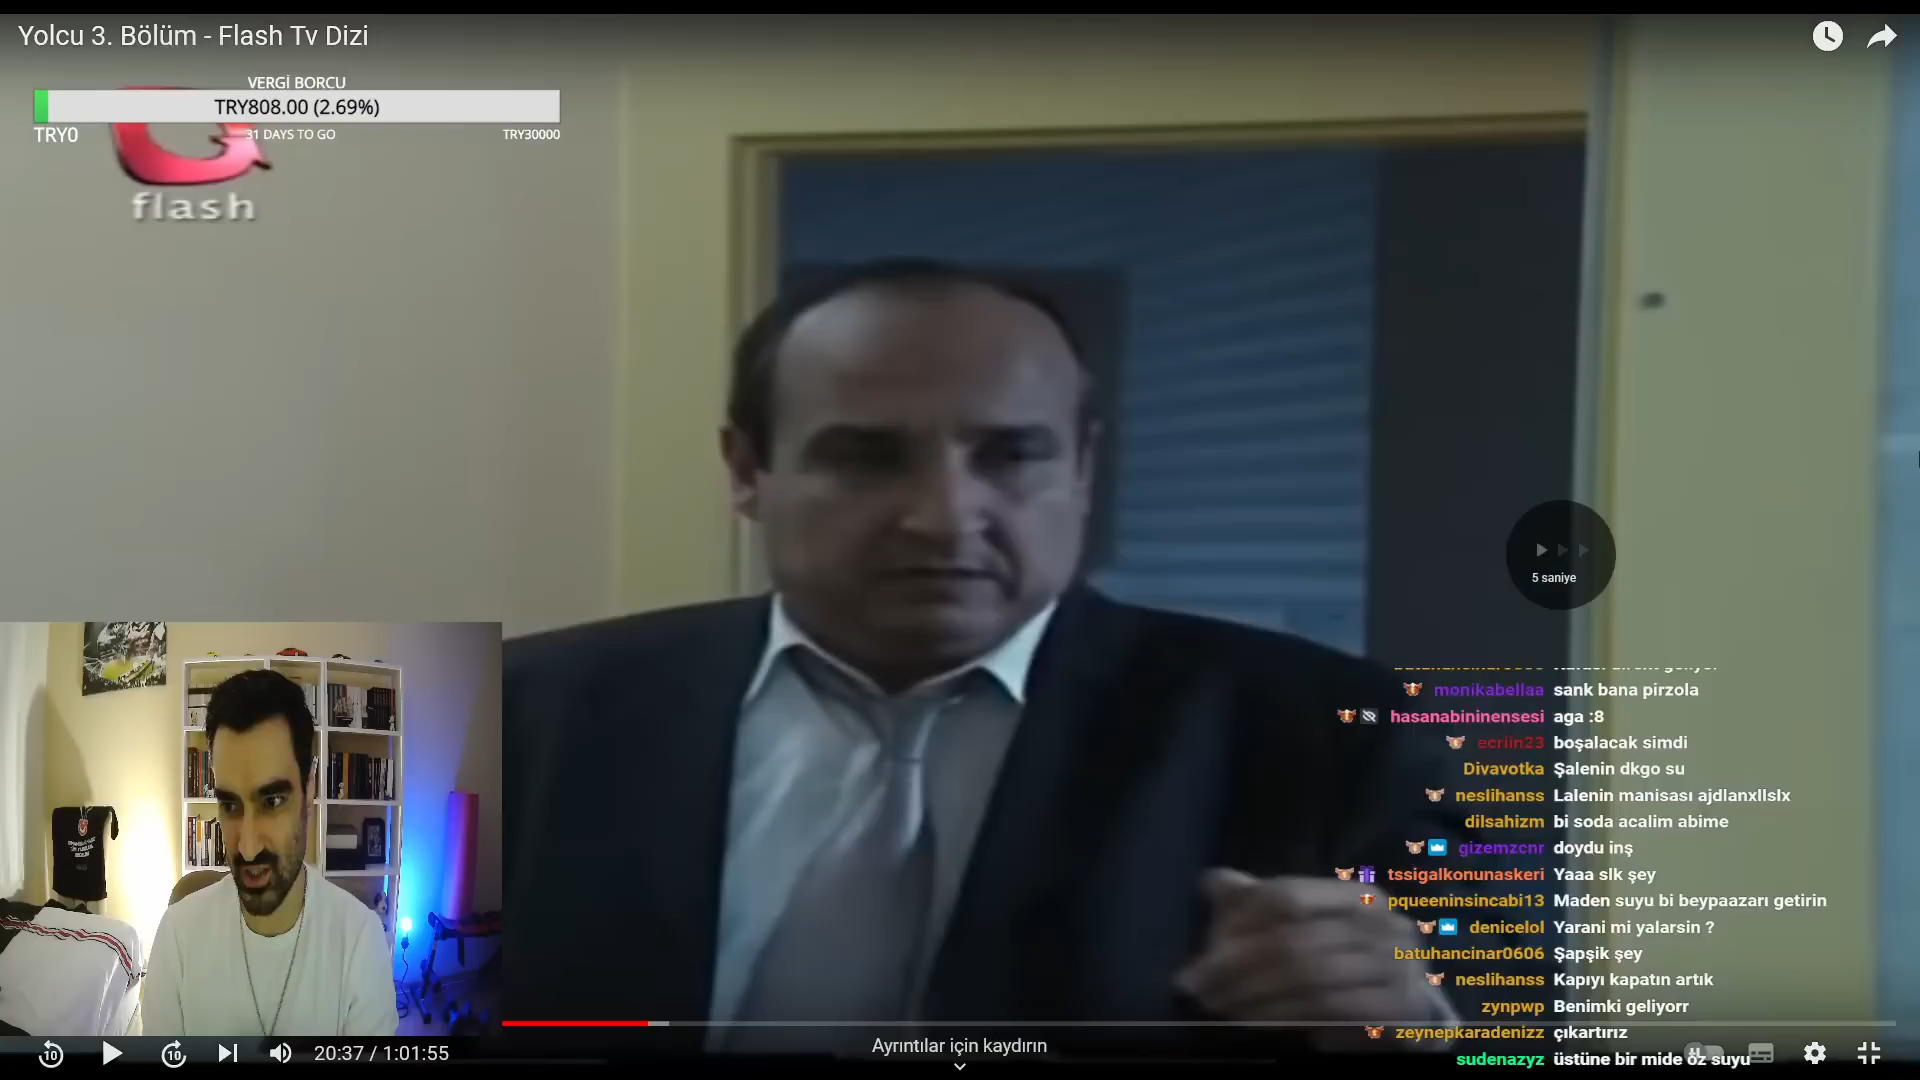 Yolcu 3. Bölüm - Flash Tv Dizi
VERGİ BORCU
TRY808.00 (2.69%)
TRY0
31 DAYS TO GO
TRY30000
flash
5 saniye
monikabellaa sank bana pirzola
hasanabininensesi aga :8
ecriin23 boşalacak simdi
Divavotka Şalenin dkgo su
neslihanss Lalenin manisası ajdlanxllslx
dilsahizm bi soda acalim abime
gizemzcnr doydu inş
tssigalkonunaskeri Yaaa slk şey
pqueeninsincabi13 Maden suyu bi beypaazarı getirin
denicelol Yarani mi yalarsin ?
batuhancinar0606 Şapşik şey
neslihanss Kapıyı kapatın artık
zynpwp Benimki geliyorr
zeynepkaradenizz çıkartırız
sudenazyz üstüne bir mide öz suyu
10
10
20:37 / 1:01:55
Ayrıntılar için kaydırın